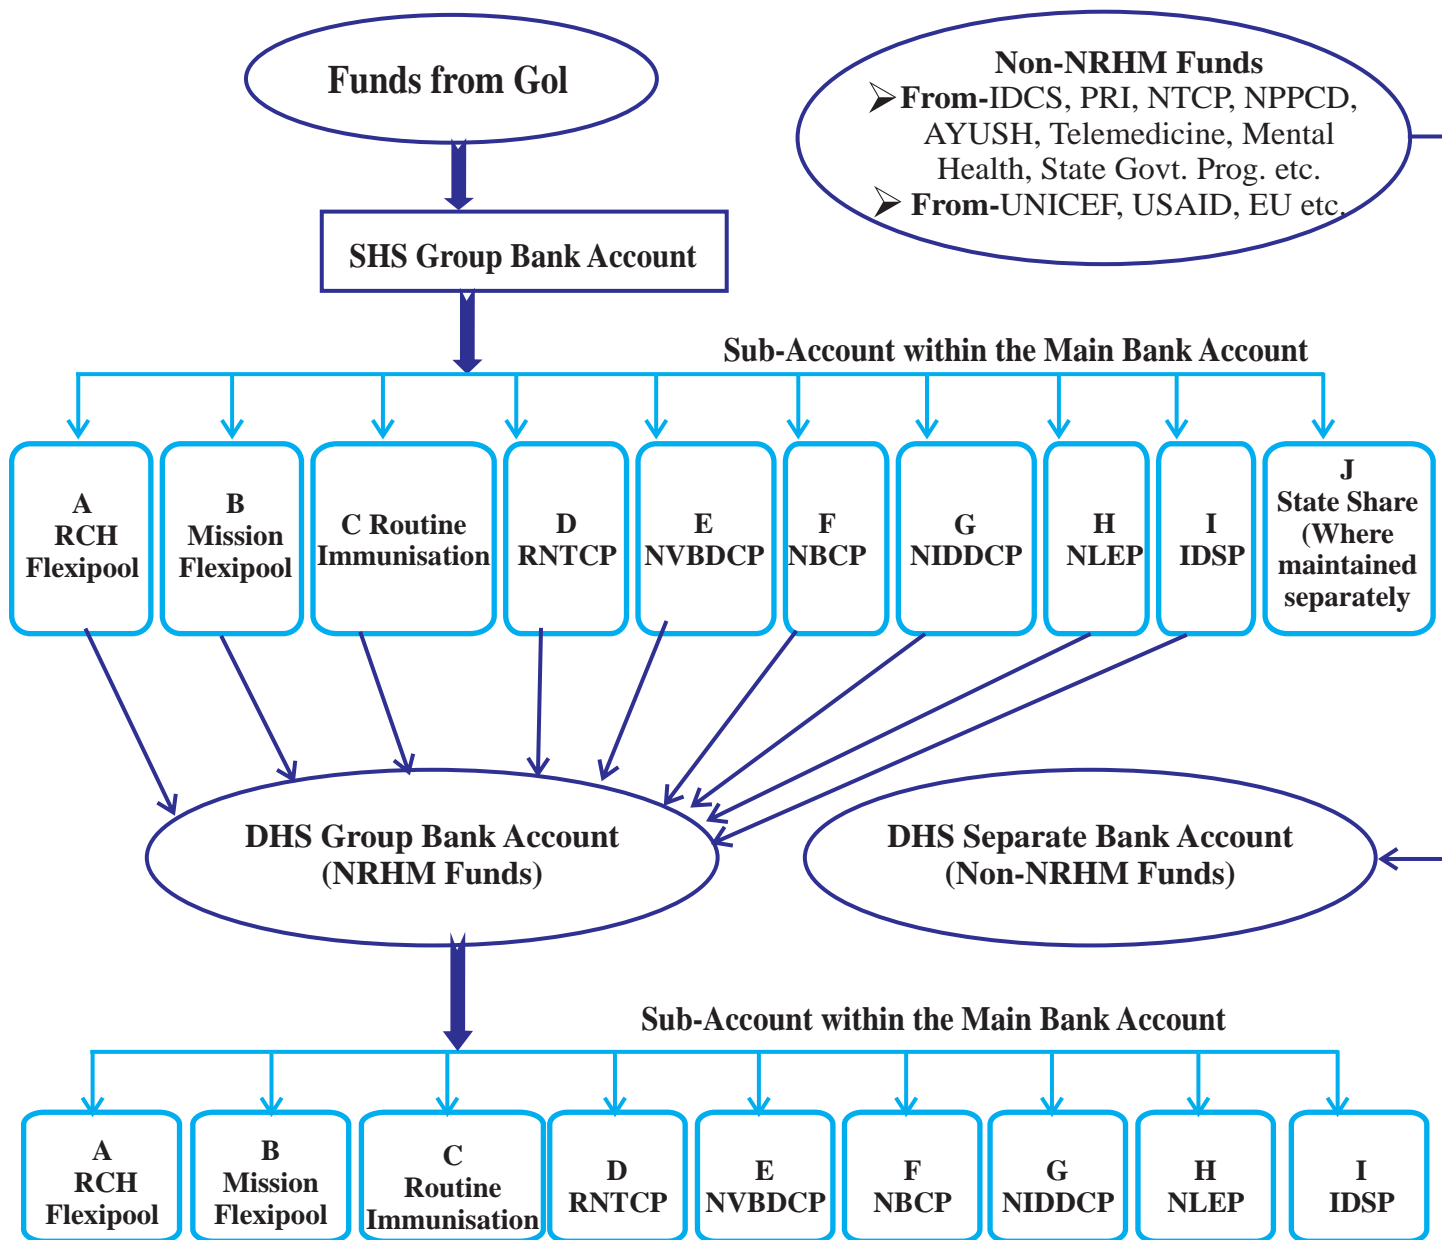 Funds from GoI
Non-NRHM Funds
➢From-IDCS, PRI, NTCP, NPPCD,
AYUSH, Telemedicine, Mental
Health, State Govt. Prog. etc.
➢ From-UNICEF, USAID, EU etc.
SHS Group Bank Account
Sub-Account within the Main Bank Account
A
RCH
Flexipool
B
Mission
Flexipool
C Routine
Immunisation
D
RNTCP
E
NVBDCP
F
NBCP
G
NIDDCP
H
NLEP
I
IDSP
J
State Share
(Where
maintained
separately
DHS Group Bank Account
(NRHM Funds)
DHS Separate Bank Account
(Non-NRHM Funds)
Sub-Account within the Main Bank Account
A
RCH
Flexipool
B
Mission
Flexipool
C
Routine
Immunisation
D
RNTCP
E
NVBDCP
F
NBCP
G
NIDDCP
H
NLEP
I
IDSP